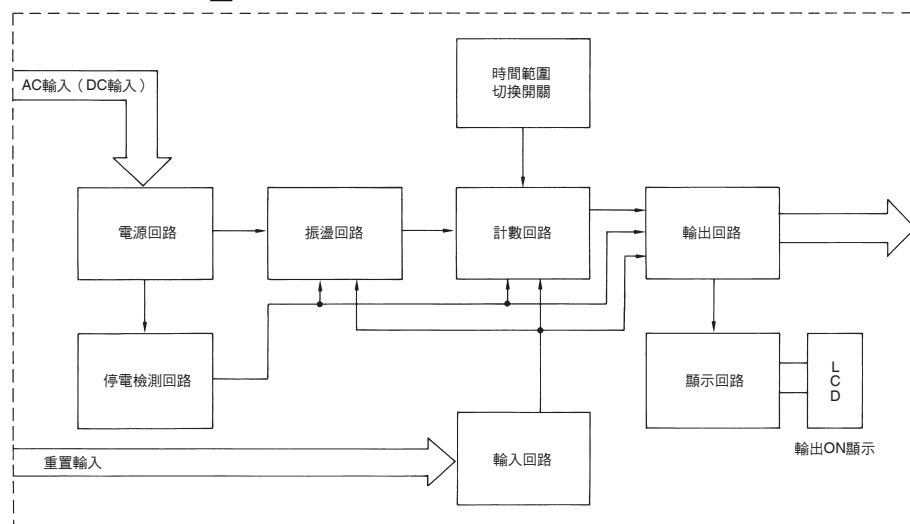 時間範圍
切換開關
AC輸入（DC輸入）
電源回路
振盪回路
計數回路
輸出回路
停電檢測回路
顯示回路
L
C
D
輸出ON顯示
重置輸入
輸入回路